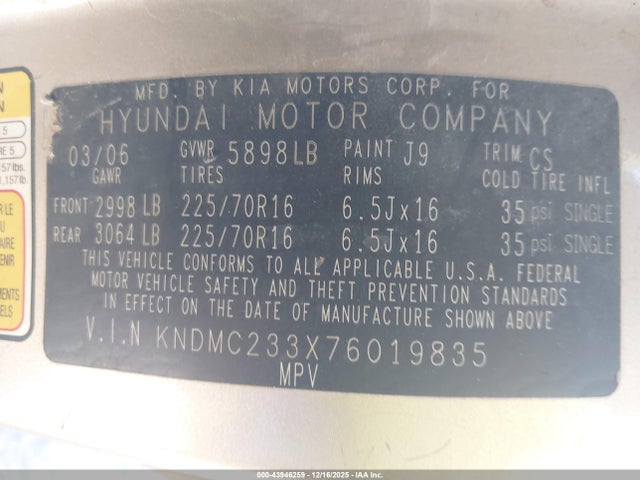 MFD. BY KIA MOTORS CORP. FOR
HYUNDAI MOTOR COMPANY
03/06 GVWR 5898LB PAINT J9 TRIM CS
GAWR TIRES RIMS COLD TIRE INFL
FRONT 2998 LB 225/70R16 6.5Jx16 35 psi SINGLE
REAR 3064 LB 225/70R16 6.5Jx16 35 psi SINGLE
THIS VEHICLE CONFORMS TO ALL APPLICABLE U.S.A. FEDERAL
MOTOR VEHICLE SAFETY AND THEFT PREVENTION STANDARDS
IN EFFECT ON THE DATE OF MANUFACTURE SHOWN ABOVE
V.I.N KNDMC233X76019835
MPV
000-43946259 - 12/16/2025 - IAA Inc.